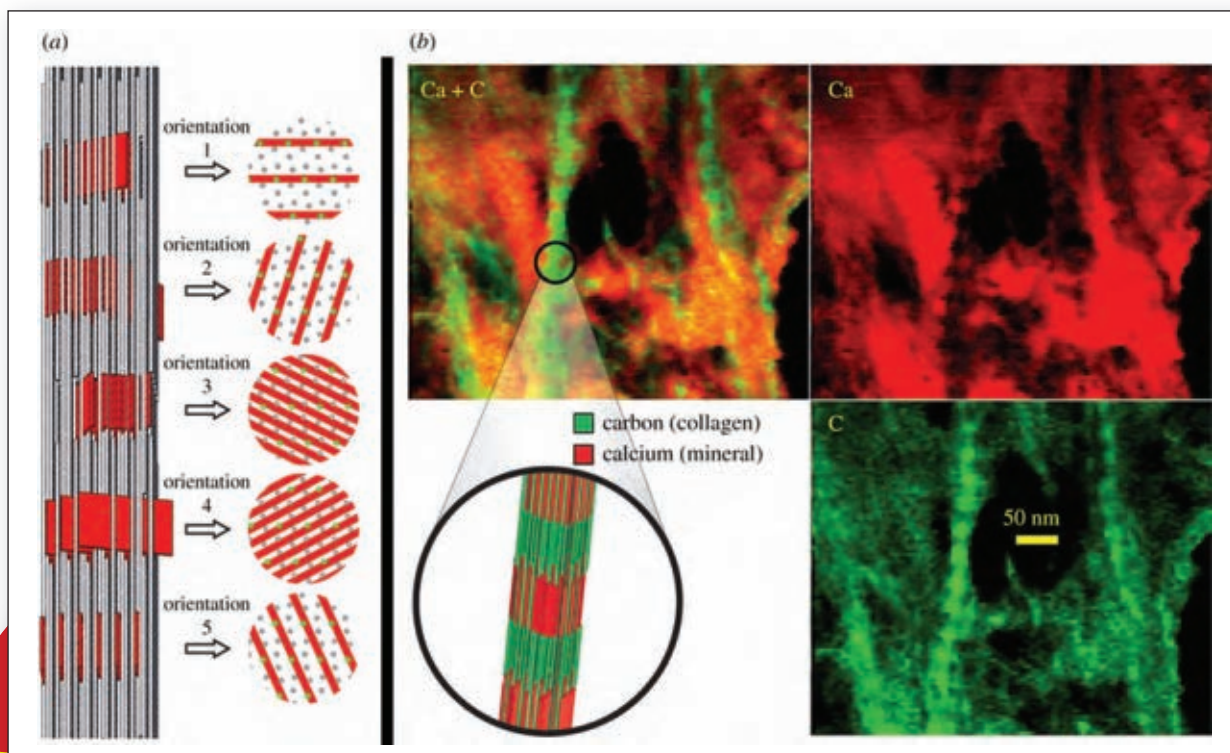 (a)
orientation
1
orientation
2
orientation
3
orientation
4
orientation
5
(b)
Ca + C
Ca
carbon (collagen)
calcium (mineral)
C
50 nm